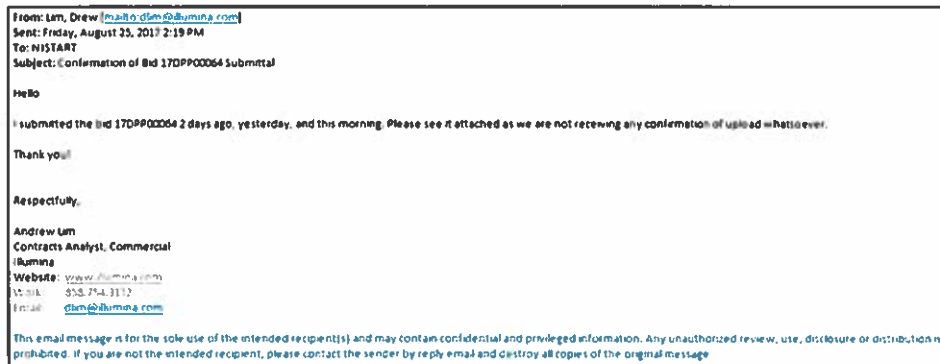 From: Lim, Drew [mailto:dlim@illumina.com]
Sent: Friday, August 25, 2017 2:19 PM
To: NJSTART
Subject: Confirmation of Bid 17DPP00064 Submittal
Hello
I submitted the bid 17DPP00064 2 days ago, yesterday, and this morning. Please see it attached as we are not receiving any confirmation of upload whatsoever.
Thank you!
Respectfully,
Andrew Lim
Contracts Analyst, Commercial
Illumina
Website: www.illumina.com
Work: 858.754.3112
Email: dlim@illumina.com
This email message is for the sole use of the intended recipient(s) and may contain confidential and privileged information. Any unauthorized review, use, disclosure or distribution is
prohibited. If you are not the intended recipient, please contact the sender by reply email and destroy all copies of the original message